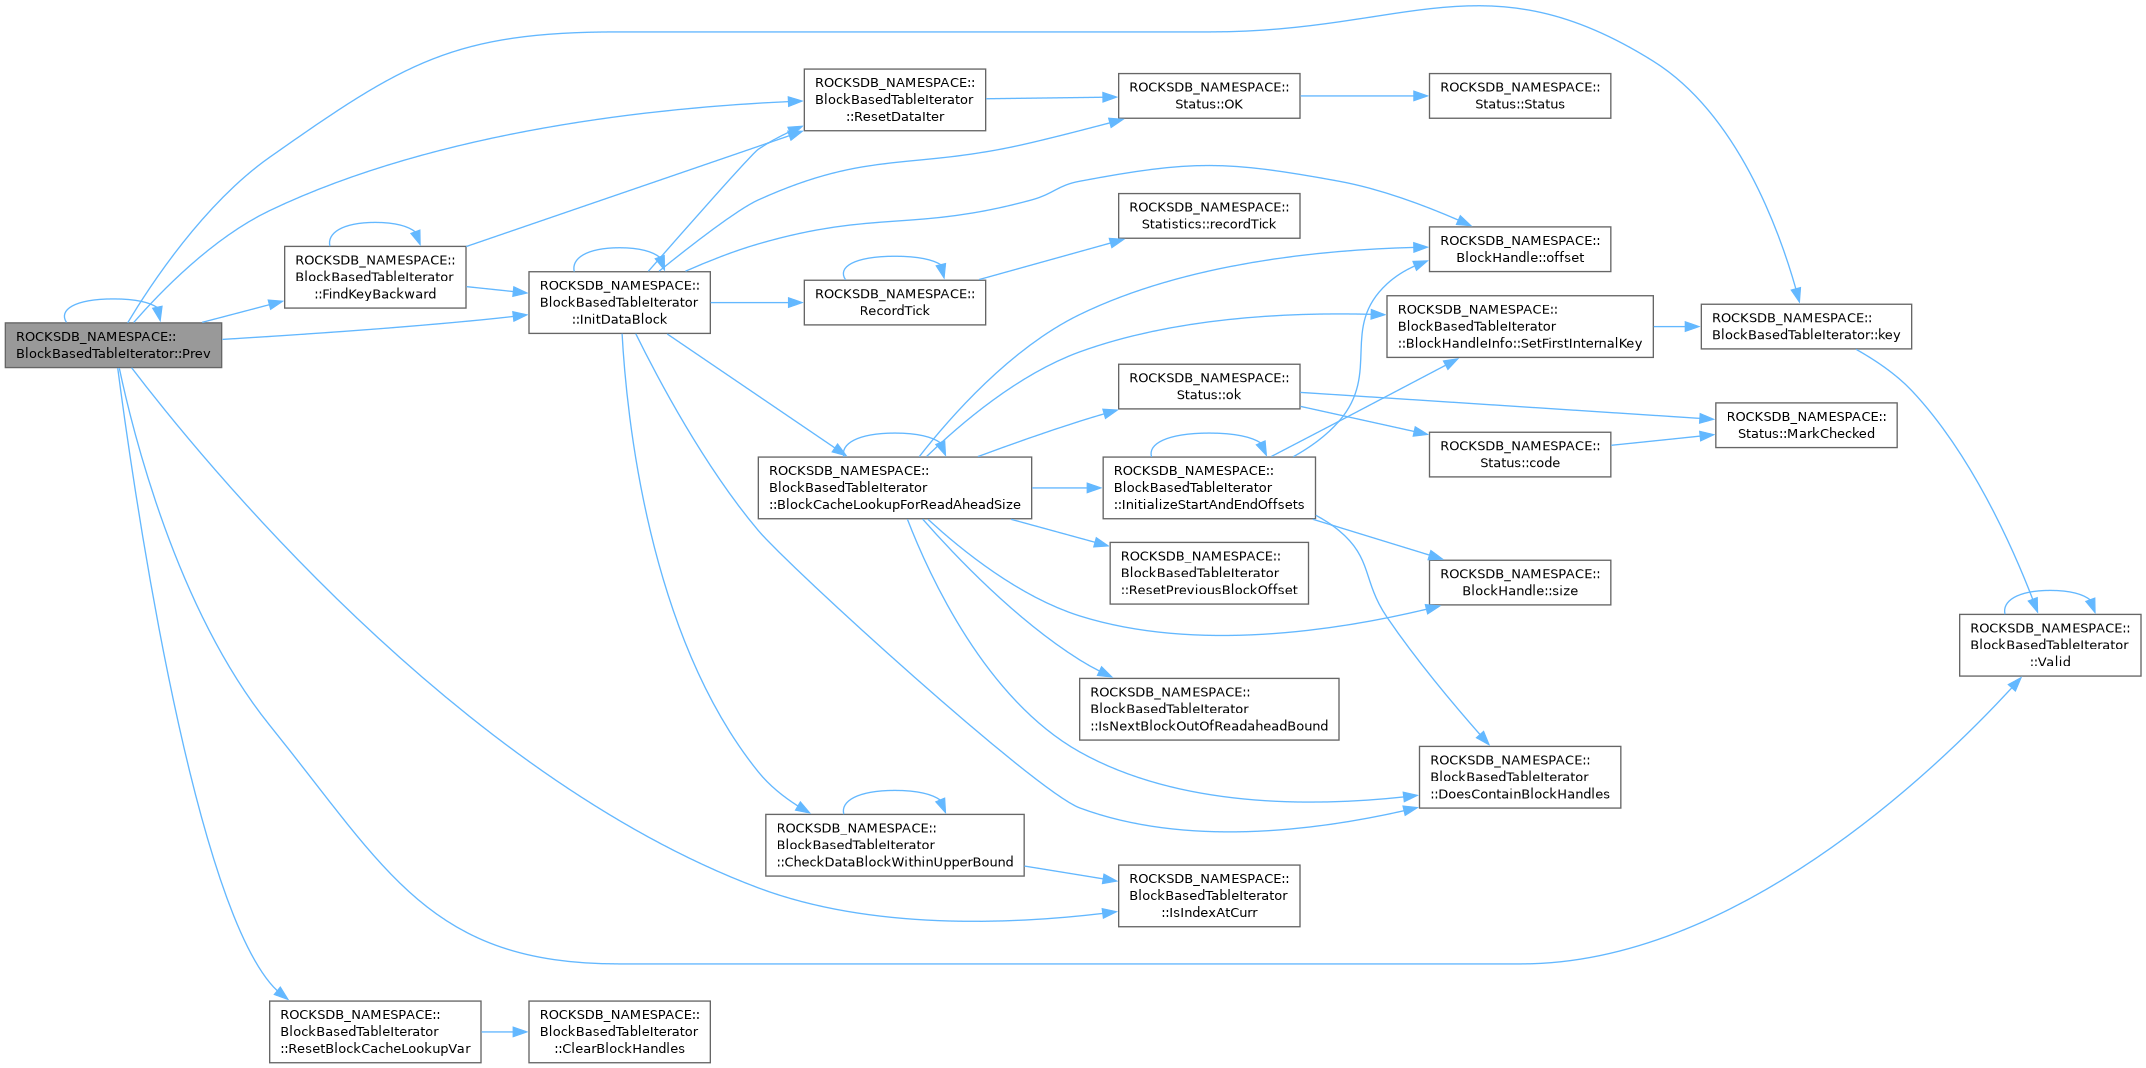 ROCKSDB_NAMESPACE::
BlockBasedTableIterator::Prev
ROCKSDB_NAMESPACE::
BlockBasedTableIterator
::FindKeyBackward
ROCKSDB_NAMESPACE::
BlockBasedTableIterator
::ResetBlockCacheLookupVar
ROCKSDB_NAMESPACE::
BlockBasedTableIterator
::InitDataBlock
ROCKSDB_NAMESPACE::
BlockBasedTableIterator
::ClearBlockHandles
ROCKSDB_NAMESPACE::
BlockBasedTableIterator
::ResetDataIter
ROCKSDB_NAMESPACE::
RecordTick
ROCKSDB_NAMESPACE::
BlockBasedTableIterator
::BlockCacheLookupForReadAheadSize
ROCKSDB_NAMESPACE::
BlockBasedTableIterator
::CheckDataBlockWithinUpperBound
ROCKSDB_NAMESPACE::
Status::OK
ROCKSDB_NAMESPACE::
Statistics::recordTick
ROCKSDB_NAMESPACE::
Status::ok
ROCKSDB_NAMESPACE::
BlockBasedTableIterator
::InitializeStartAndEndOffsets
ROCKSDB_NAMESPACE::
BlockBasedTableIterator
::ResetPreviousBlockOffset
ROCKSDB_NAMESPACE::
BlockBasedTableIterator
::IsNextBlockOutOfReadaheadBound
ROCKSDB_NAMESPACE::
BlockBasedTableIterator
::IsIndexAtCurr
ROCKSDB_NAMESPACE::
Status::Status
ROCKSDB_NAMESPACE::
BlockHandle::offset
ROCKSDB_NAMESPACE::
BlockBasedTableIterator
::BlockHandleInfo::SetFirstInternalKey
ROCKSDB_NAMESPACE::
Status::code
ROCKSDB_NAMESPACE::
BlockHandle::size
ROCKSDB_NAMESPACE::
BlockBasedTableIterator
::DoesContainBlockHandles
ROCKSDB_NAMESPACE::
BlockBasedTableIterator::key
ROCKSDB_NAMESPACE::
Status::MarkChecked
ROCKSDB_NAMESPACE::
BlockBasedTableIterator
::Valid